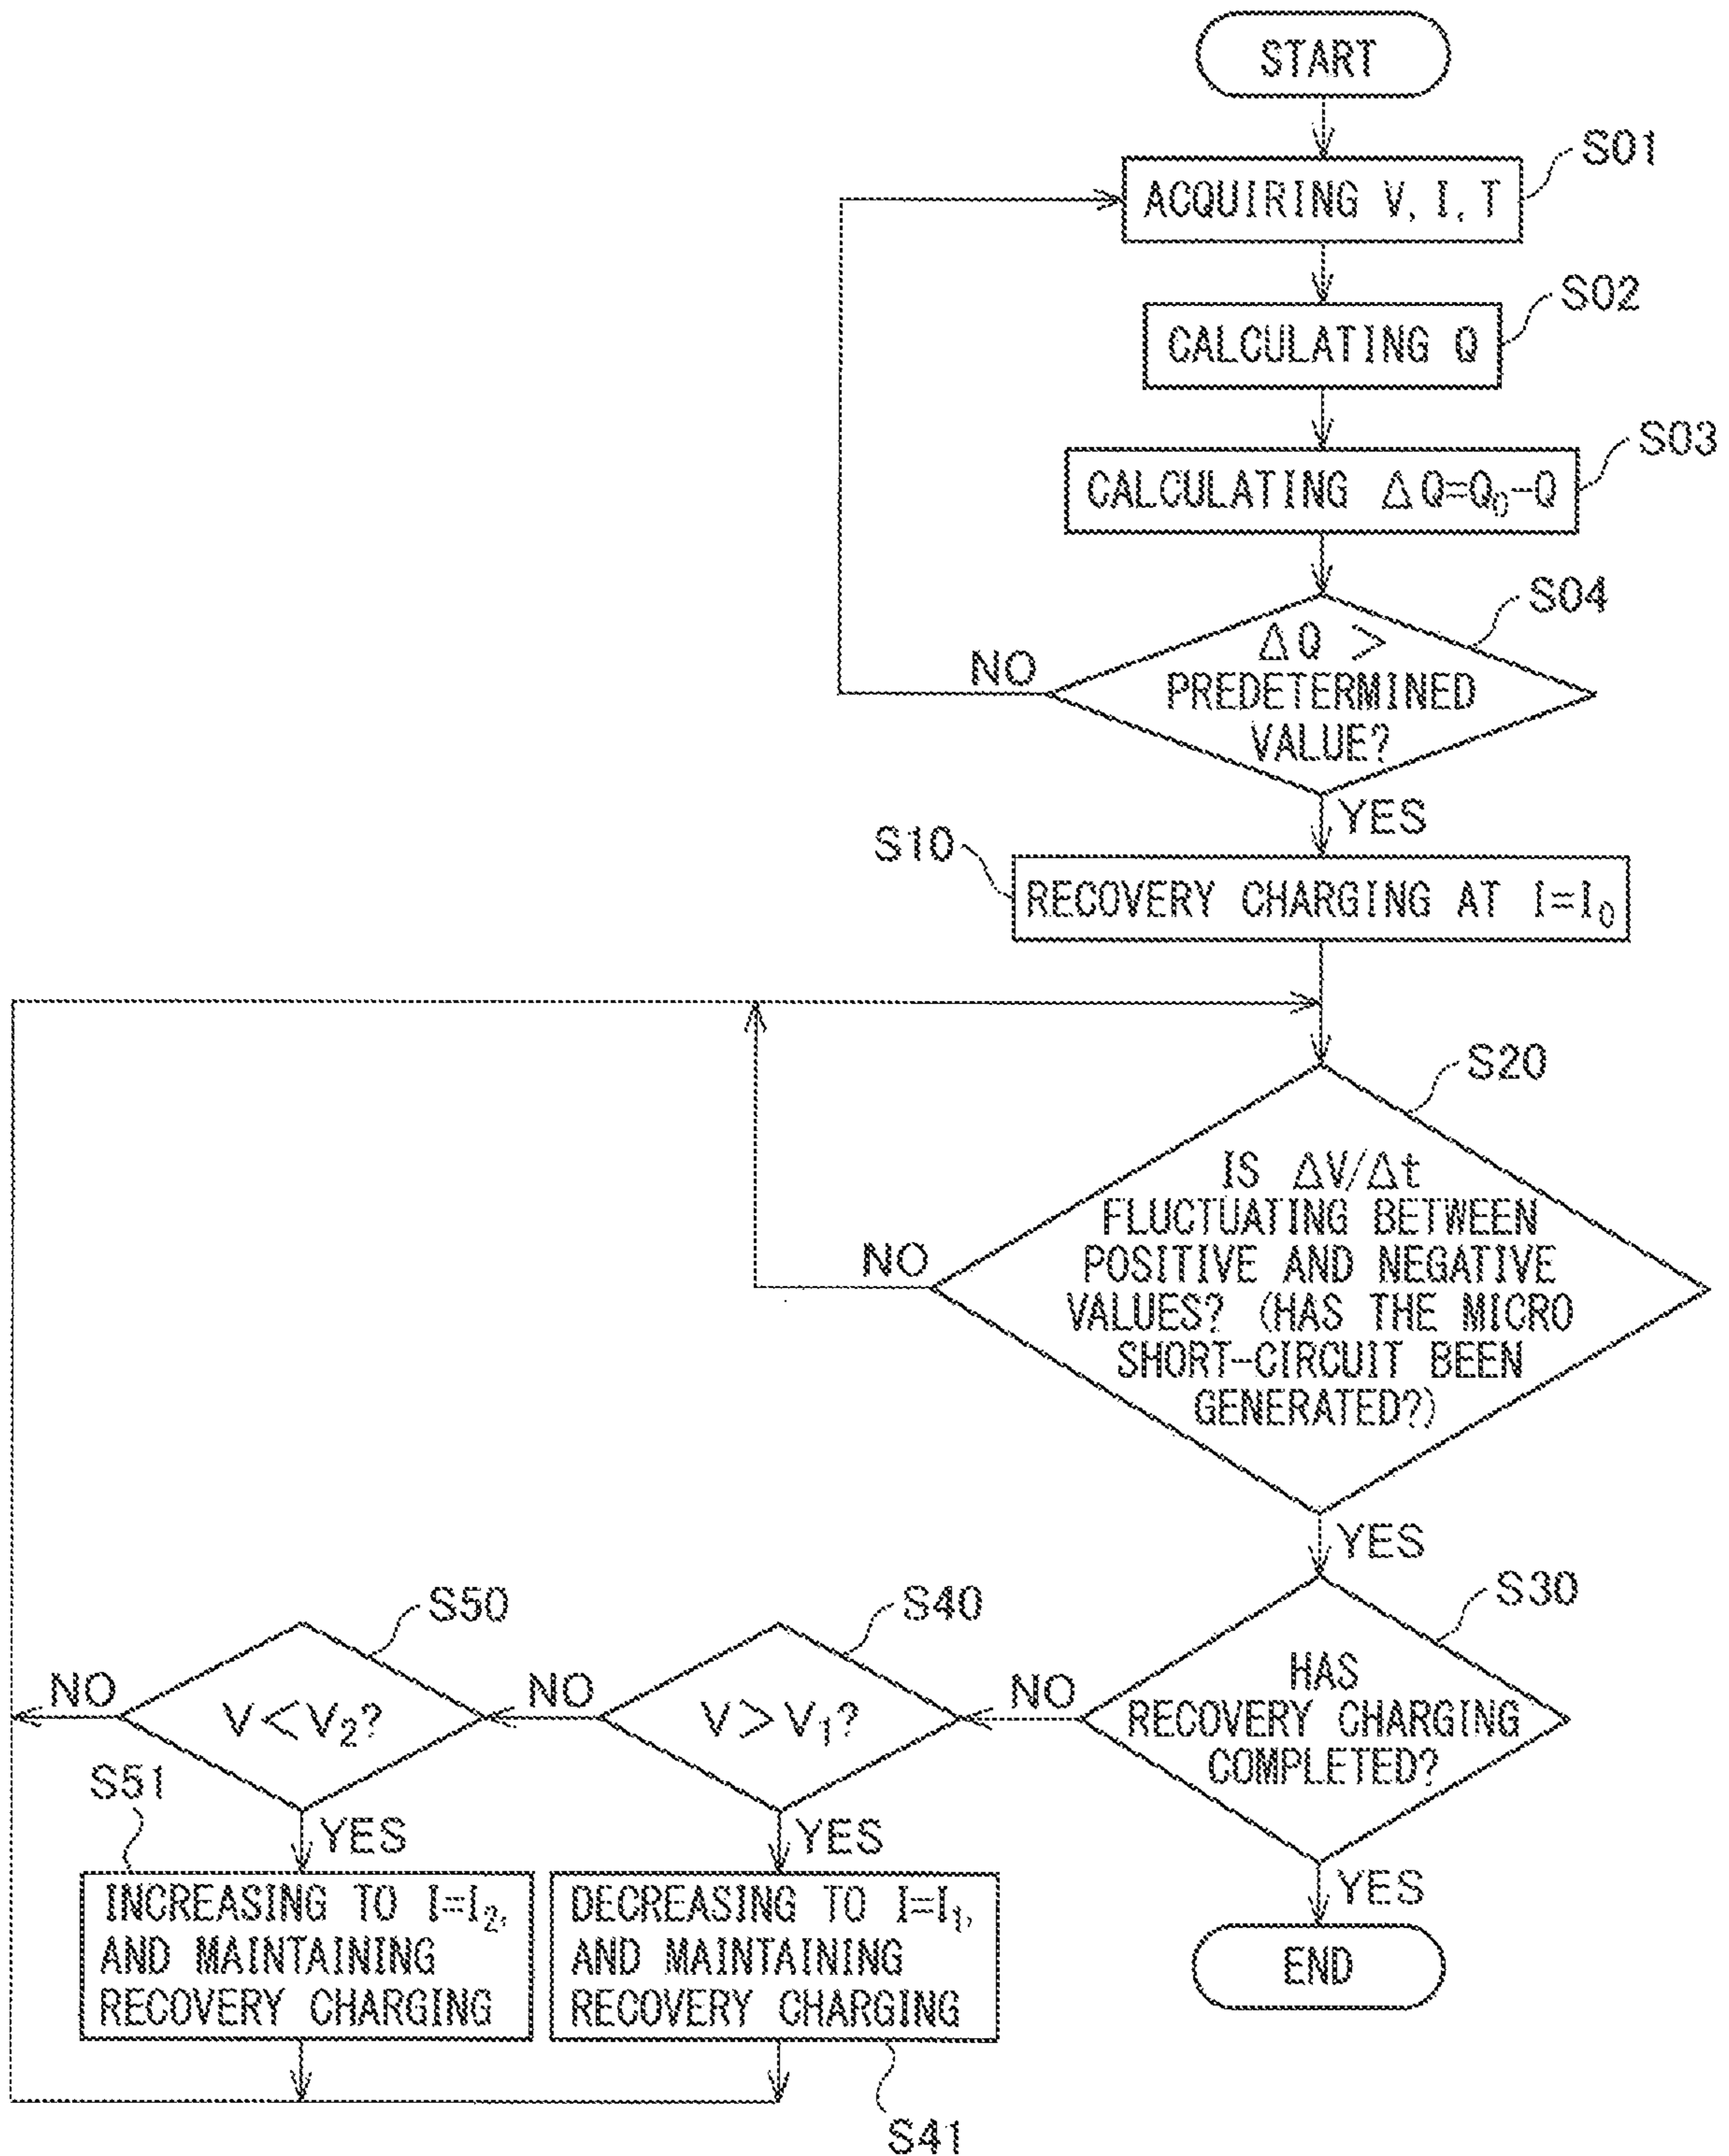 START
S01
ACQUIRING V, I, T
S02
CALCULATING Q
S03
CALCULATING ΔQ=Q₀-Q
S04
ΔQ >
PREDETERMINED
VALUE?
NO
YES
S10
RECOVERY CHARGING AT I=I₀
S20
IS ΔV/Δt
FLUCTUATING BETWEEN
POSITIVE AND NEGATIVE
VALUES? (HAS THE MICRO
SHORT-CIRCUIT BEEN
GENERATED?)
NO
YES
S30
HAS
RECOVERY CHARGING
COMPLETED?
NO
YES
END
S40
V>V₁?
NO
YES
DECREASING TO I=I₁,
AND MAINTAINING
RECOVERY CHARGING
S41
S50
V<V₂?
NO
YES
S51
INCREASING TO I=I₂,
AND MAINTAINING
RECOVERY CHARGING